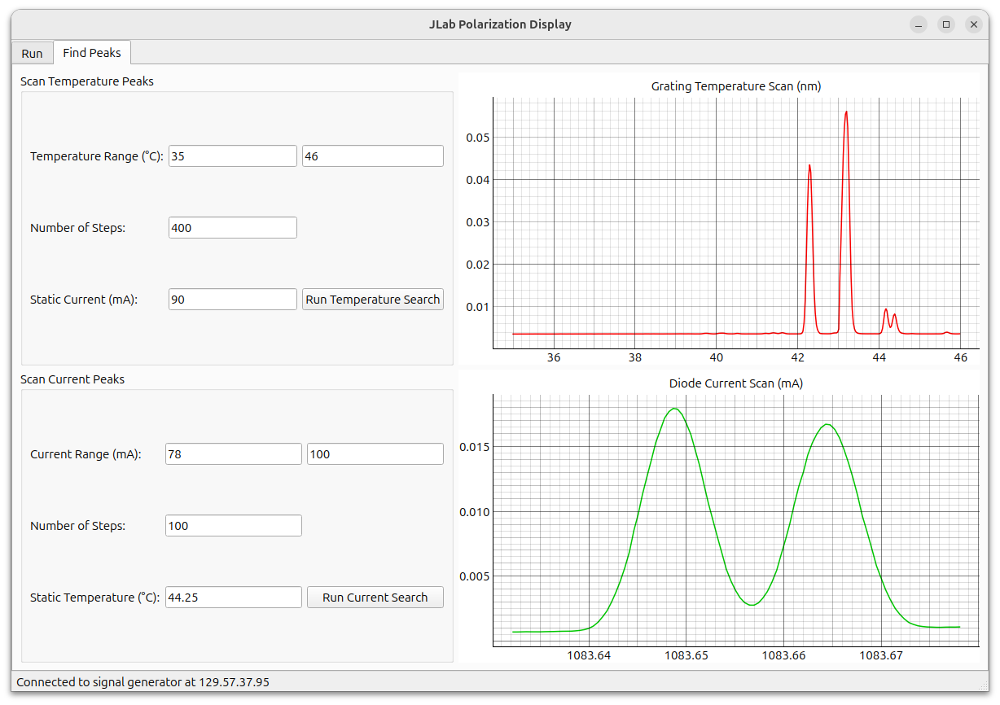 JLab Polarization Display
Run Find Peaks
Scan Temperature Peaks
Temperature Range (°C): 35 46
Number of Steps: 400
Static Current (mA): 90 Run Temperature Search
Grating Temperature Scan (nm)
0.05
0.04
0.03
0.02
0.01
36 38 40 42 44 46
Scan Current Peaks
Current Range (mA): 78 100
Number of Steps: 100
Static Temperature (°C): 44.25 Run Current Search
Diode Current Scan (mA)
0.015
0.010
0.005
1083.64 1083.65 1083.66 1083.67
Connected to signal generator at 129.57.37.95